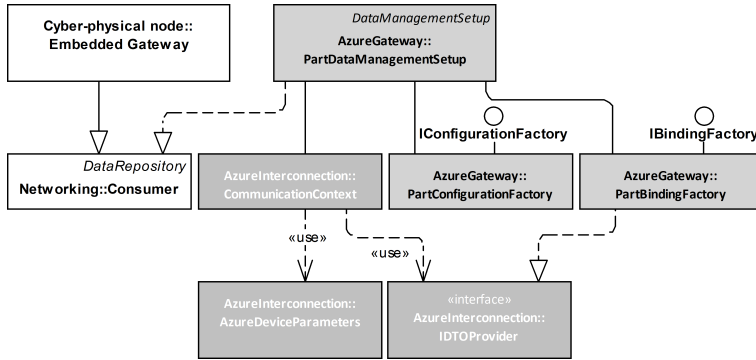 Cyber-physical node::
Embedded Gateway
DataManagementSetup
AzureGateway::
PartDataManagementSetup
IConfigurationFactory
IBindingFactory
DataRepository
Networking::Consumer
AzureInterconnection::
CommunicationContext
AzureGateway::
PartConfigurationFactory
AzureGateway::
PartBindingFactory
«use»
«use»
AzureInterconnection::
AzureDeviceParameters
«interface»
AzureInterconnection::
IDTOProvider